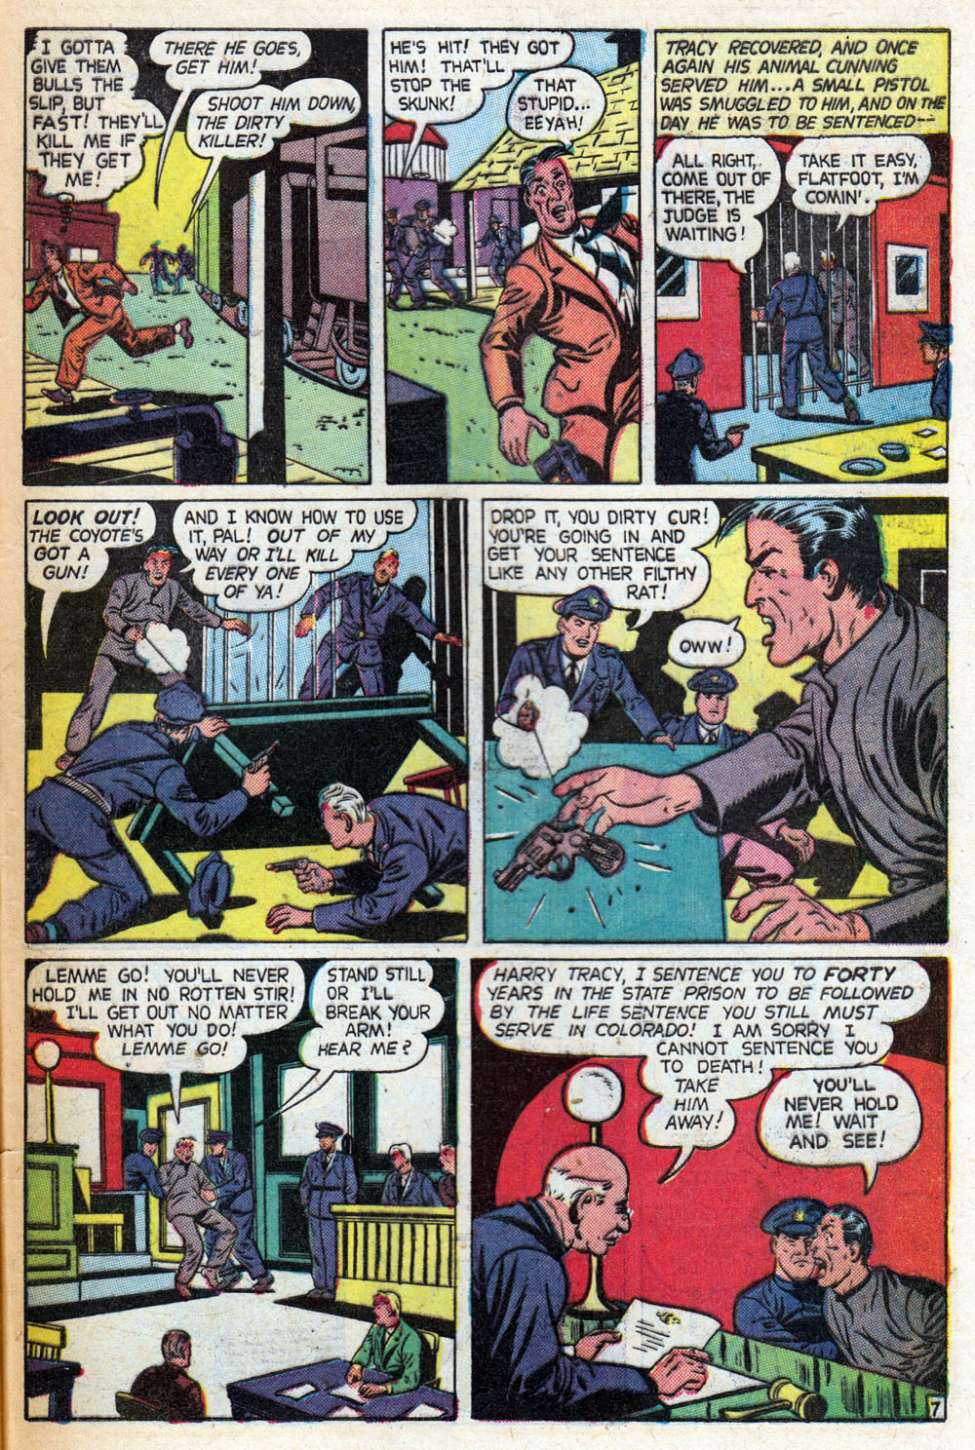 I GOTTA
GIVE THEM
BULLS THE
SLIP, BUT
FAST! THEY'LL
KILL ME IF
THEY GET
ME!
THERE HE GOES,
GET HIM!
SHOOT HIM DOWN,
THE DIRTY
KILLER!
HE'S HIT! THEY GOT
HIM! THAT'LL
STOP THE
SKUNK!
THAT
STUPID...
EEYAH!
TRACY RECOVERED, AND ONCE
AGAIN HIS ANIMAL CUNNING
SERVED HIM...A SMALL PISTOL
WAS SMUGGLED TO HIM, AND ON THE
DAY HE WAS TO BE SENTENCED--
ALL RIGHT,
COME OUT OF
THERE, THE
JUDGE IS
WAITING!
TAKE IT EASY,
FLATFOOT, I'M
COMIN'.
LOOK OUT!
THE COYOTE'S
GOT A
GUN!
AND I KNOW HOW TO USE
IT, PAL! OUT OF MY
WAY OR I'LL KILL
EVERY ONE
OF YA!
DROP IT, YOU DIRTY CUR!
YOU'RE GOING IN AND
GET YOUR SENTENCE
LIKE ANY OTHER FILTHY
RAT!
OWW!
LEMME GO! YOU'LL NEVER
HOLD ME IN NO ROTTEN STIR!
I'LL GET OUT NO MATTER
WHAT YOU DO!
LEMME GO!
STAND STILL
OR I'LL
BREAK YOUR
ARM!
HEAR ME?
HARRY TRACY, I SENTENCE YOU TO FORTY
YEARS IN THE STATE PRISON TO BE FOLLOWED
BY THE LIFE SENTENCE YOU STILL MUST
SERVE IN COLORADO! I AM SORRY I
CANNOT SENTENCE YOU
TO DEATH!
TAKE
HIM
AWAY!
YOU'LL
NEVER HOLD
ME! WAIT
AND SEE!
7